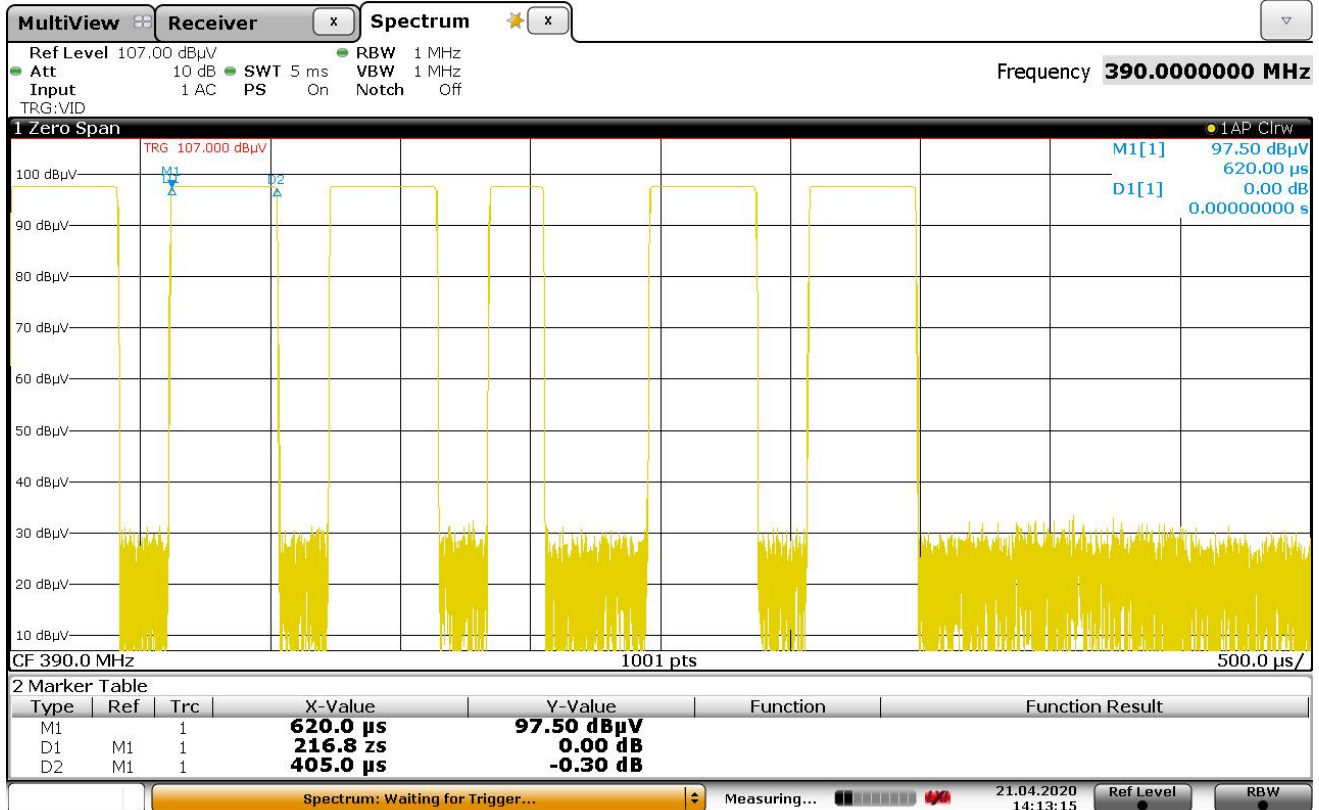 MultiView Receiver x Spectrum x
Ref Level 107.00 dBµV RBW 1 MHz
Att 10 dB SWT 5 ms VBW 1 MHz Frequency 390.0000000 MHz
Input 1 AC PS On Notch Off
TRG:VID
1 Zero Span 1AP Clrw
TRG 107.000 dBµV M1[1] 97.50 dBµV
620.00 µs
D1[1] 0.00 dB
0.00000000 s
M1
D2
100 dBµV
90 dBµV
80 dBµV
70 dBµV
60 dBµV
50 dBµV
40 dBµV
30 dBµV
20 dBµV
10 dBµV
CF 390.0 MHz 1001 pts 500.0 µs/
2 Marker Table
Type Ref Trc X-Value Y-Value Function Function Result
M1 1 620.0 µs 97.50 dBµV
D1 M1 1 216.8 zs 0.00 dB
D2 M1 1 405.0 µs -0.30 dB
Spectrum: Waiting for Trigger... Measuring... 21.04.2020 Ref Level RBW
14:13:15